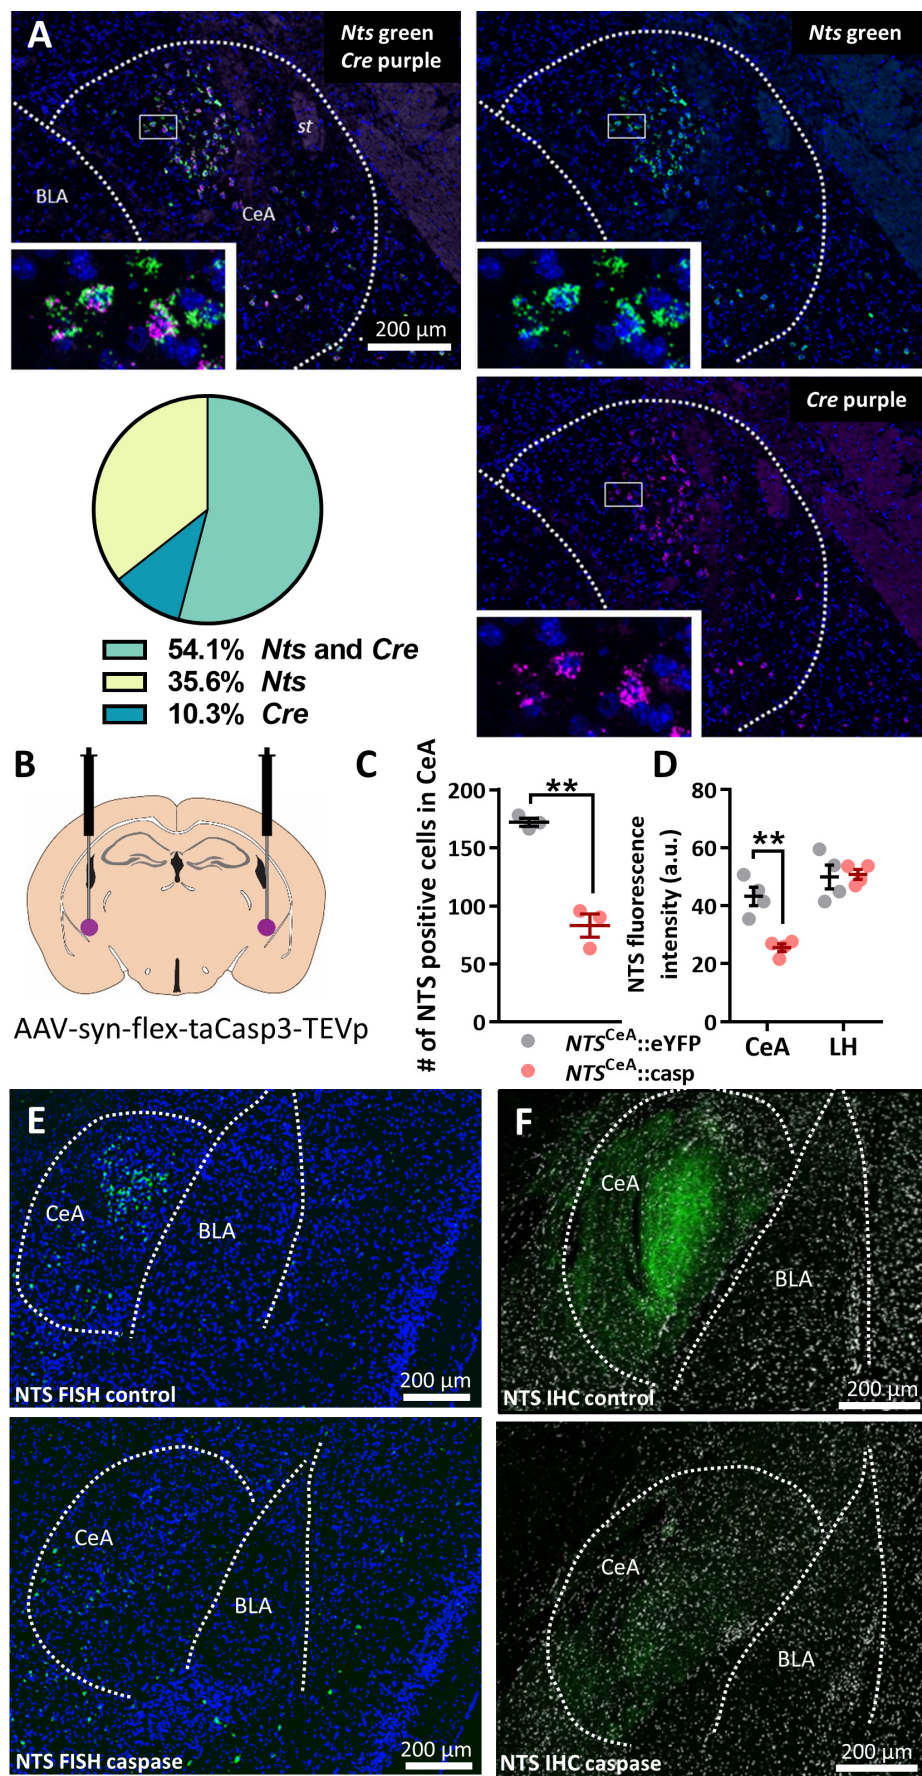 A
Nts green
Cre purple
st
BLA
CeA
200 µm
Nts green
Cre purple
54.1% Nts and Cre
35.6% Nts
10.3% Cre
B
AAV-syn-flex-taCasp3-TEVp
C
# of NTS positive cells in CeA
200
150
100
50
0
**
D
NTS fluorescence
intensity (a.u.)
80
60
40
20
0
**
CeA LH
NTSCeA::eYFP
NTSCeA::casp
E
CeA
BLA
NTS FISH control
200 µm
F
CeA
BLA
NTS IHC control
200 µm
CeA
BLA
NTS FISH caspase
200 µm
CeA
BLA
NTS IHC caspase
200 µm